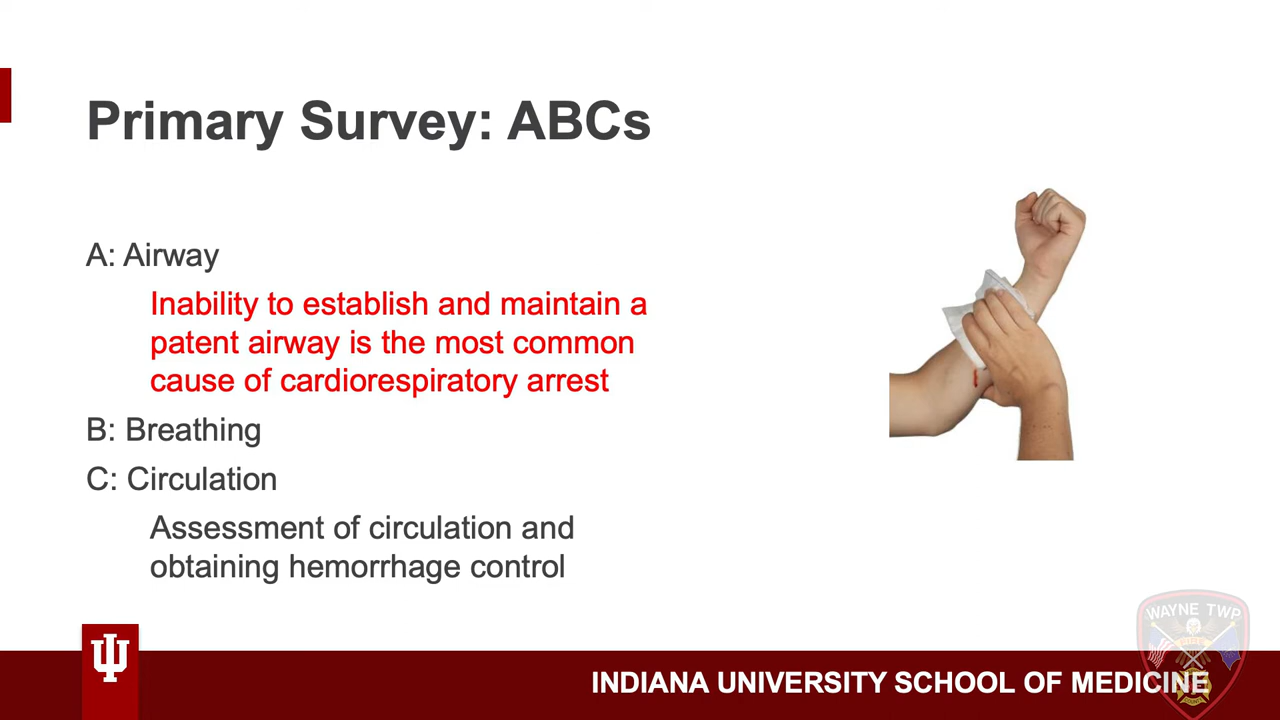 Primary Survey: ABCs
A: Airway
Inability to establish and maintain a
patent airway is the most common
cause of cardiorespiratory arrest
B: Breathing
C: Circulation
Assessment of circulation and
obtaining hemorrhage control
INDIANA UNIVERSITY SCHOOL OF MEDICINE
WAYNE TWP